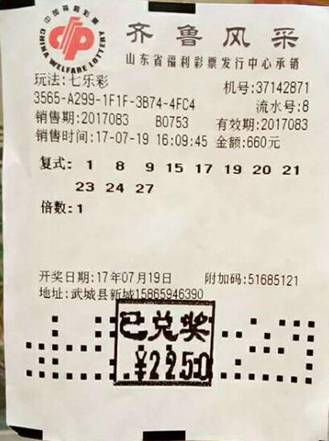 中国福利彩票
CHINA WELFARE LOTTERY
齐鲁风采
山东省福利彩票发行中心承销
玩法:七乐彩 机号:37142871
3565-A299-1F1F-3B74-4FC4 流水号:8
销售期:2017083 B0753 有效期:2017083
销售时间:17-07-19 16:09:45 金额:660元
复式: 1 8 9 15 17 19 20 21
23 24 27
倍数:1
开奖日期:17年07月19日 附加码:51685121
地址:武城县新城15865946390
已兑奖
¥2250